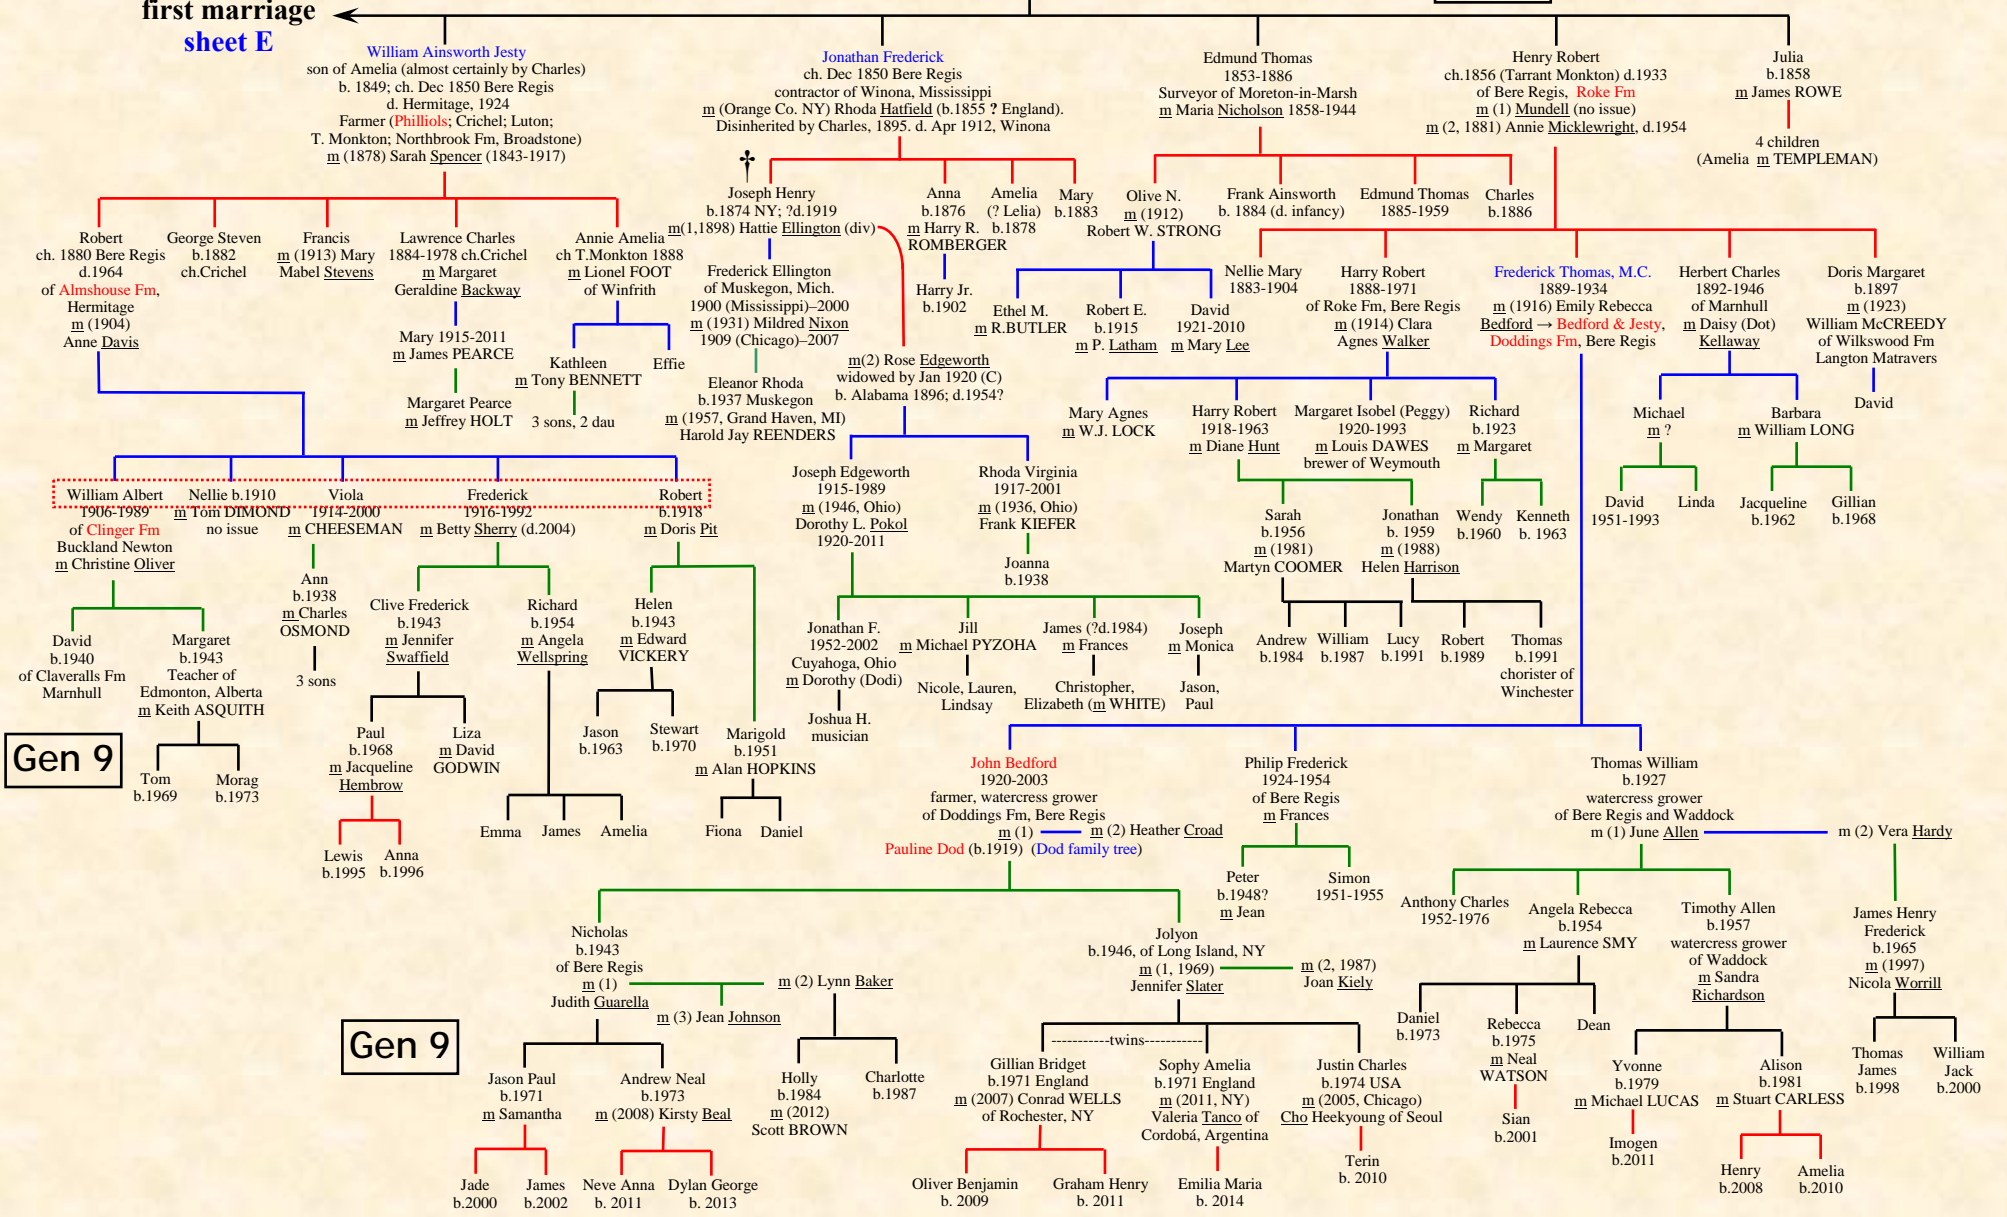 first marriage
sheet E
William Ainsworth Jesty
son of Amelia (almost certainly by Charles)
b. 1849; ch. Dec 1850 Bere Regis
d. Hermitage, 1924
Farmer (Philliols; Crichel; Luton;
T. Monkton; Northbrook Fm, Broadstone)
m (1878) Sarah Spencer (1843-1917)
Jonathan Frederick
ch. Dec 1850 Bere Regis
contractor of Winona, Mississippi
m (Orange Co. NY) Rhoda Hatfield (b.1855 ? England).
Disinherited by Charles, 1895. d. Apr 1912, Winona
Edmund Thomas
1853-1886
Surveyor of Moreton-in-Marsh
m Maria Nicholson 1858-1944
Henry Robert
ch.1856 (Tarrant Monkton) d.1933
of Bere Regis, Roke Fm
m (1) Mundell (no issue)
m (2, 1881) Annie Micklewright, d.1954
Julia
b.1858
m James ROWE
4 children
(Amelia m TEMPLEMAN)
Robert
ch. 1880 Bere Regis
d.1964
of Almshouse Fm,
Hermitage
m (1904)
Anne Davis
George Steven
b.1882
ch.Crichel
Francis
m (1913) Mary
Mabel Stevens
Lawrence Charles
1884-1978 ch.Crichel
m Margaret
Geraldine Backway
Mary 1915-2011
m James PEARCE
Margaret Pearce
m Jeffrey HOLT
Annie Amelia
ch T.Monkton 1888
m Lionel FOOT
of Winfrith
Kathleen
m Tony BENNETT
3 sons, 2 dau
Effie
†
Joseph Henry
b.1874 NY; ?d.1919
m(1,1898) Hattie Ellington (div)
Frederick Ellington
of Muskegon, Mich.
1900 (Mississippi)–2000
m (1931) Mildred Nixon
1909 (Chicago)–2007
Eleanor Rhoda
b.1937 Muskegon
m (1957, Grand Haven, MI)
Harold Jay REENDERS
m(2) Rose Edgeworth
widowed by Jan 1920 (C)
b. Alabama 1896; d.1954?
Anna
b.1876
m Harry R.
ROMBERGER
Harry Jr.
b.1902
Amelia
(? Lelia)
b.1878
Mary
b.1883
Olive N.
m (1912)
Robert W. STRONG
Frank Ainsworth
b. 1884 (d. infancy)
Edmund Thomas
1885-1959
Charles
b.1886
Ethel M.
m R.BUTLER
Robert E.
b.1915
m P. Latham
David
1921-2010
m Mary Lee
Nellie Mary
1883-1904
Harry Robert
1888-1971
of Roke Fm, Bere Regis
m (1914) Clara
Agnes Walker
Frederick Thomas, M.C.
1889-1934
m (1916) Emily Rebecca
Bedford → Bedford & Jesty,
Doddings Fm, Bere Regis
Herbert Charles
1892-1946
of Marnhull
m Daisy (Dot)
Kellaway
Doris Margaret
b.1897
m (1923)
William McCREEDY
of Wilkswood Fm
Langton Matravers
David
Mary Agnes
m W.J. LOCK
Harry Robert
1918-1963
m Diane Hunt
Margaret Isobel (Peggy)
1920-1993
m Louis DAWES
brewer of Weymouth
Richard
b.1923
m Margaret
Michael
m ?
Barbara
m William LONG
David
1951-1993
Linda
Jacqueline
b.1962
Gillian
b.1968
William Albert
1906-1989
of Clinger Fm
Buckland Newton
m Christine Oliver
Nellie b.1910
m Tom DIMOND
no issue
Viola
1914-2000
m CHEESEMAN
Frederick
1916-1992
m Betty Sherry (d.2004)
Robert
b.1918
m Doris Pit
Joseph Edgeworth
1915-1989
m (1946, Ohio)
Dorothy L. Pokol
1920-2011
Rhoda Virginia
1917-2001
m (1936, Ohio)
Frank KIEFER
Joanna
b.1938
Sarah
b.1956
m (1981)
Martyn COOMER
Jonathan
b. 1959
m (1988)
Helen Harrison
Wendy
b.1960
Kenneth
b. 1963
Ann
b.1938
m Charles
OSMOND
3 sons
Clive Frederick
b.1943
m Jennifer
Swaffield
Richard
b.1954
m Angela
Wellspring
Helen
b.1943
m Edward
VICKERY
David
b.1940
of Claveralls Fm
Marnhull
Margaret
b.1943
Teacher of
Edmonton, Alberta
m Keith ASQUITH
Jonathan F.
1952-2002
Cuyahoga, Ohio
m Dorothy (Dodi)
Joshua H.
musician
Jill
m Michael PYZOHA
Nicole, Lauren,
Lindsay
James (?d.1984)
m Frances
Christopher,
Elizabeth (m WHITE)
Joseph
m Monica
Jason,
Paul
Andrew
b.1984
William
b.1987
Lucy
b.1991
Robert
b.1989
Thomas
b.1991
chorister of
Winchester
Gen 9
Tom
b.1969
Morag
b.1973
Paul
b.1968
m Jacqueline
Hembrow
Liza
m David
GODWIN
Lewis
b.1995
Anna
b.1996
Emma
James
Amelia
Jason
b.1963
Stewart
b.1970
Marigold
b.1951
m Alan HOPKINS
Fiona
Daniel
John Bedford
1920-2003
farmer, watercress grower
of Doddings Fm, Bere Regis
m (1)
m (2) Heather Croad
Pauline Dod (b.1919) (Dod family tree)
Philip Frederick
1924-1954
of Bere Regis
m Frances
Peter
b.1948?
m Jean
Simon
1951-1955
Thomas William
b.1927
watercress grower
of Bere Regis and Waddock
m (1) June Allen
m (2) Vera Hardy
Anthony Charles
1952-1976
Angela Rebecca
b.1954
m Laurence SMY
Timothy Allen
b.1957
watercress grower
of Waddock
m Sandra
Richardson
James Henry
Frederick
b.1965
m (1997)
Nicola Worrill
Nicholas
b.1943
of Bere Regis
m (1)
Judith Guarella
m (2) Lynn Baker
m (3) Jean Johnson
Jolyon
b.1946, of Long Island, NY
m (1, 1969)
Jennifer Slater
m (2, 1987)
Joan Kiely
Gen 9
Jason Paul
b.1971
m Samantha
Andrew Neal
b.1973
m (2008) Kirsty Beal
Holly
b.1984
m (2012)
Scott BROWN
Charlotte
b.1987
-----------twins-----------
Gillian Bridget
b.1971 England
m (2007) Conrad WELLS
of Rochester, NY
Sophy Amelia
b.1971 England
m (2011, NY)
Valeria Tanco of
Cordobá, Argentina
Justin Charles
b.1974 USA
m (2005, Chicago)
Cho Heekyoung of Seoul
Daniel
b.1973
Rebecca
b.1975
m Neal
WATSON
Dean
Sian
b.2001
Yvonne
b.1979
m Michael LUCAS
Imogen
b.2011
Alison
b.1981
m Stuart CARLESS
Thomas
James
b.1998
William
Jack
b.2000
Jade
b.2000
James
b.2002
Neve Anna
b. 2011
Dylan George
b. 2013
Oliver Benjamin
b. 2009
Graham Henry
b. 2011
Emilia Maria
b. 2014
Terin
b. 2010
Henry
b.2008
Amelia
b.2010